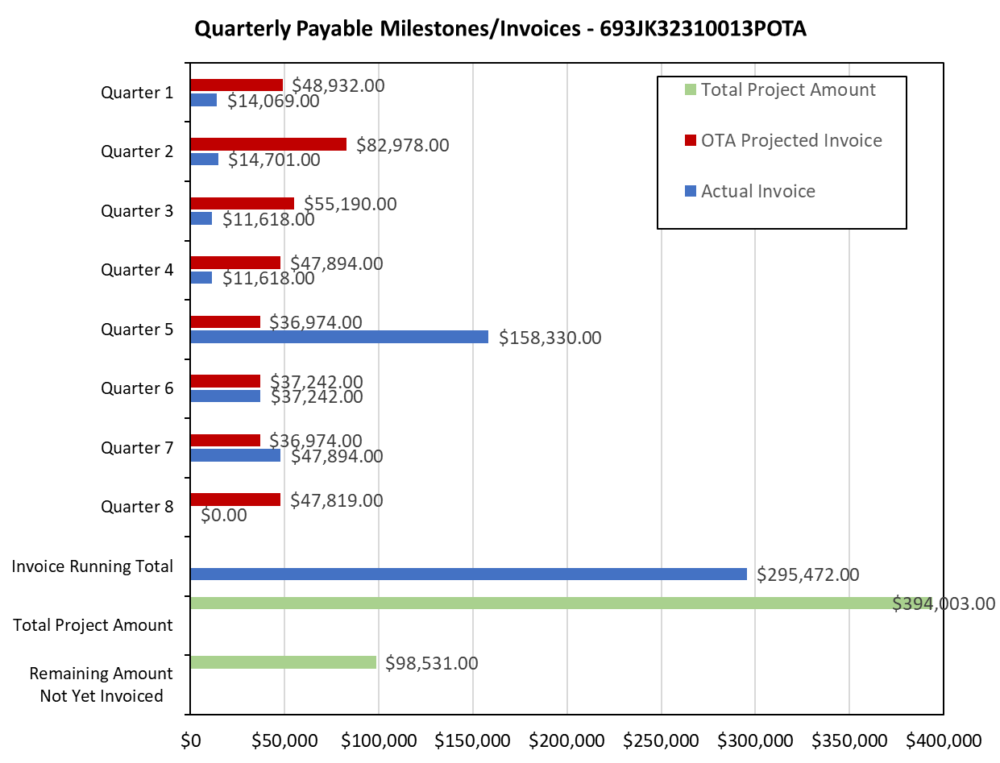 Quarterly Payable Milestones/Invoices - 693JK32310013POTA
Total Project Amount
OTA Projected Invoice
Actual Invoice
Quarter 1
$48,932.00
$14,069.00
Quarter 2
$82,978.00
$14,701.00
Quarter 3
$55,190.00
$11,618.00
Quarter 4
$47,894.00
$11,618.00
Quarter 5
$36,974.00
$158,330.00
Quarter 6
$37,242.00
$37,242.00
Quarter 7
$36,974.00
$47,894.00
Quarter 8
$47,819.00
$0.00
Invoice Running Total
$295,472.00
Total Project Amount
$394,003.00
Remaining Amount
Not Yet Invoiced
$98,531.00
$0 $50,000 $100,000 $150,000 $200,000 $250,000 $300,000 $350,000 $400,000